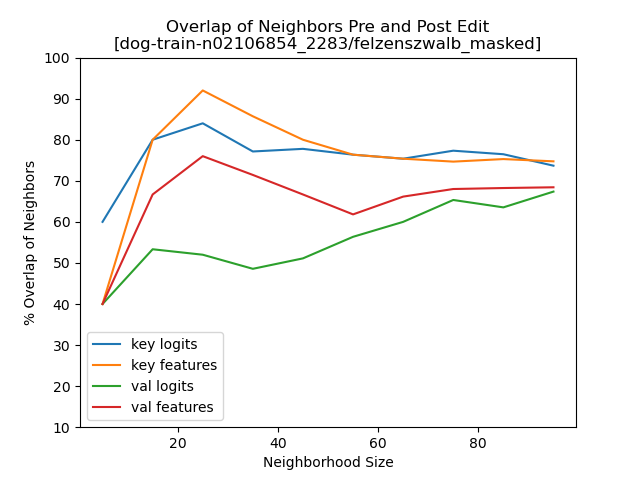 Overlap of Neighbors Pre and Post Edit
[dog-train-n02106854_2283/felzenszwalb_masked]
% Overlap of Neighbors
100
90
80
70
60
50
40
30
20
10
key logits
key features
val logits
val features
20
40
60
80
Neighborhood Size